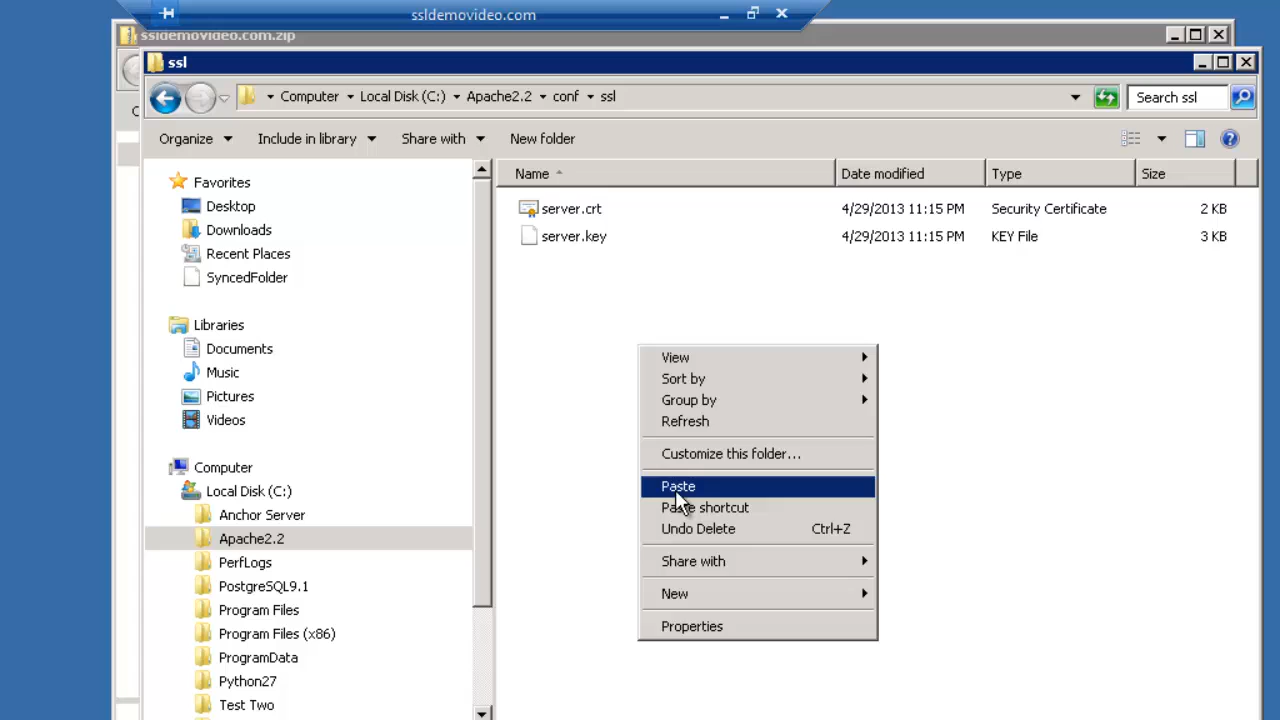 ssldemovideo.com
ssldemovideo.com.zip
ssl
Computer Local Disk (C:) Apache2.2 conf ssl
Search ssl
Organize Include in library Share with New folder
Name Date modified Type Size
server.crt 4/29/2013 11:15 PM Security Certificate 2 KB
server.key 4/29/2013 11:15 PM KEY File 3 KB
Favorites
Desktop
Downloads
Recent Places
SyncedFolder
Libraries
Documents
Music
Pictures
Videos
Computer
Local Disk (C:)
Anchor Server
Apache2.2
PerfLogs
PostgreSQL9.1
Program Files
Program Files (x86)
ProgramData
Python27
Test Two
View
Sort by
Group by
Refresh
Customize this folder...
Paste
Paste shortcut
Undo Delete Ctrl+Z
Share with
New
Properties